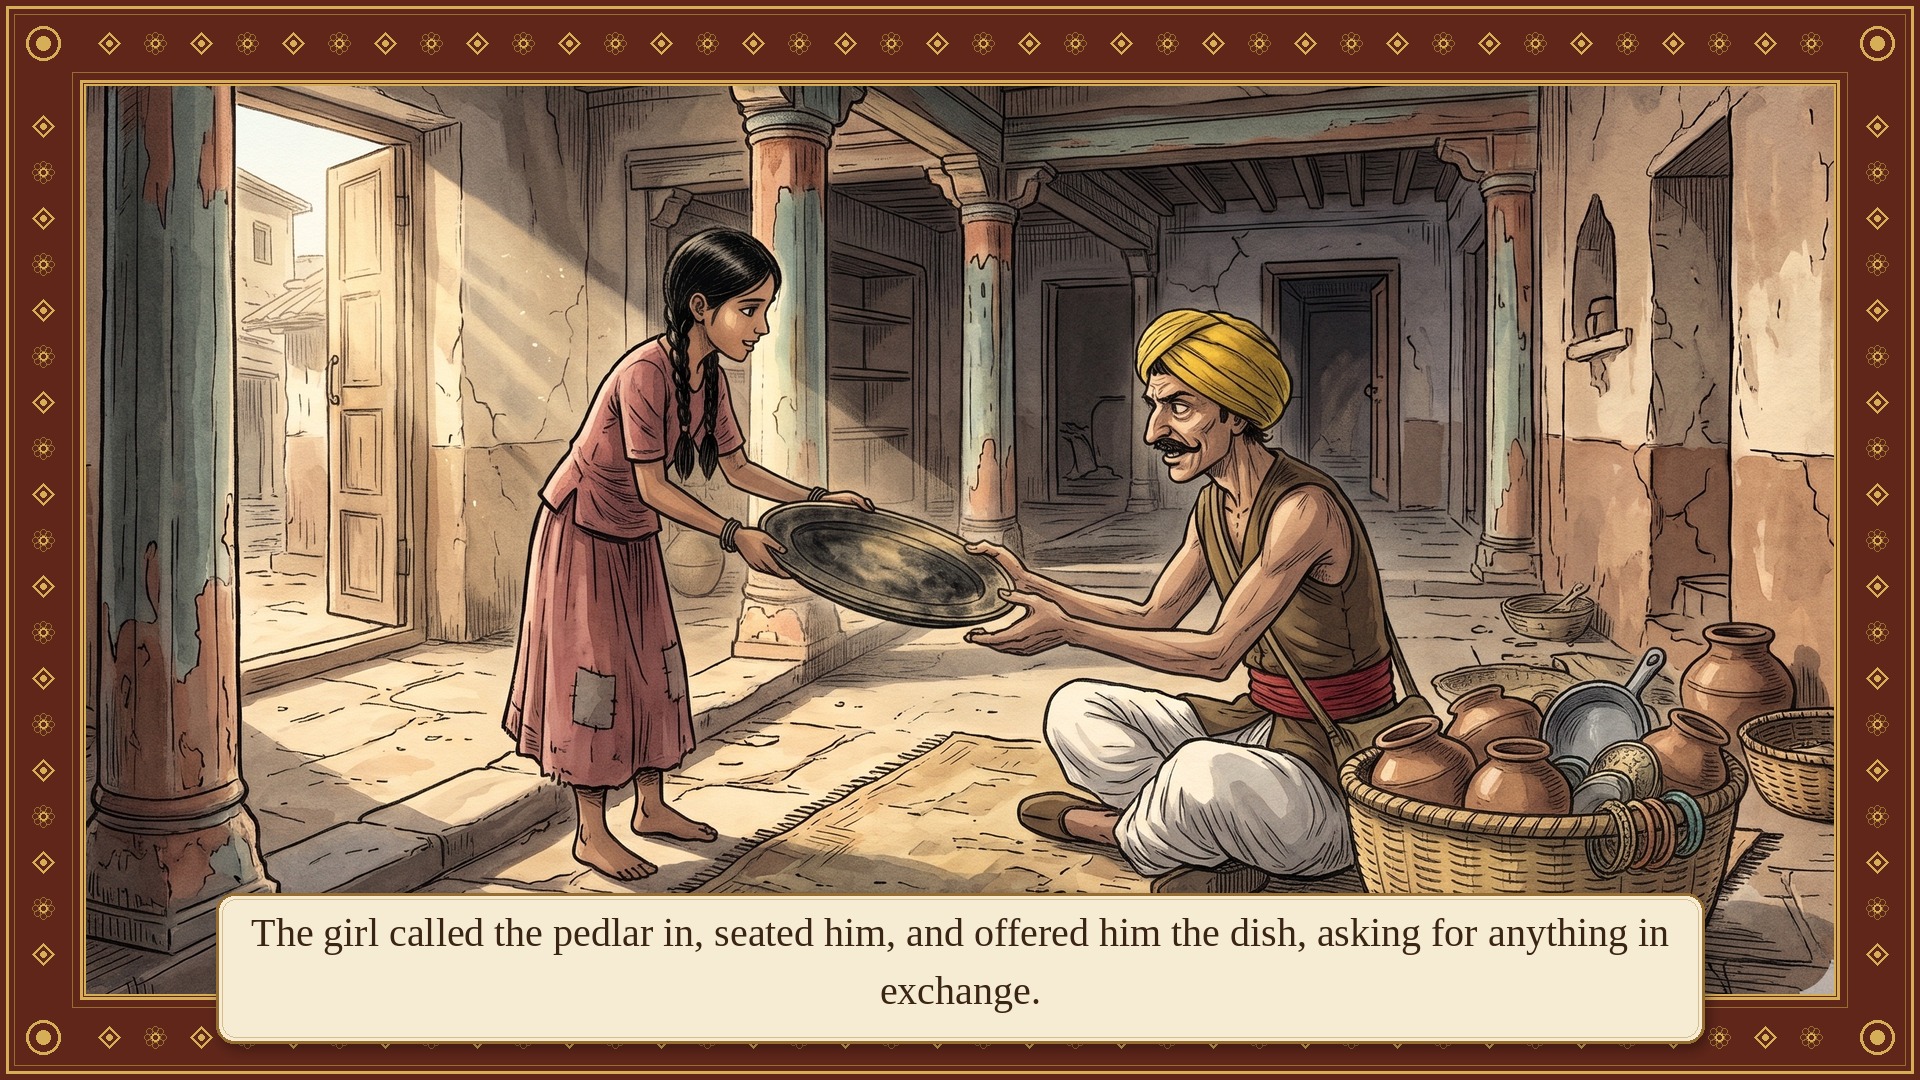 The girl called the pedlar in, seated him, and offered him the dish, asking for anything in
exchange.